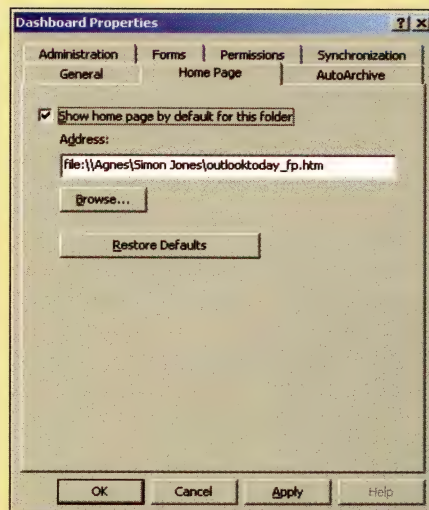 Dashboard Properties
Administration Forms Permissions Synchronization
General Home Page AutoArchive
Show home page by default for this folder
Address:
file:\\Agnes\Simon Jones\outlooktoday_fp.htm
Browse...
Restore Defaults
OK Cancel Apply Help